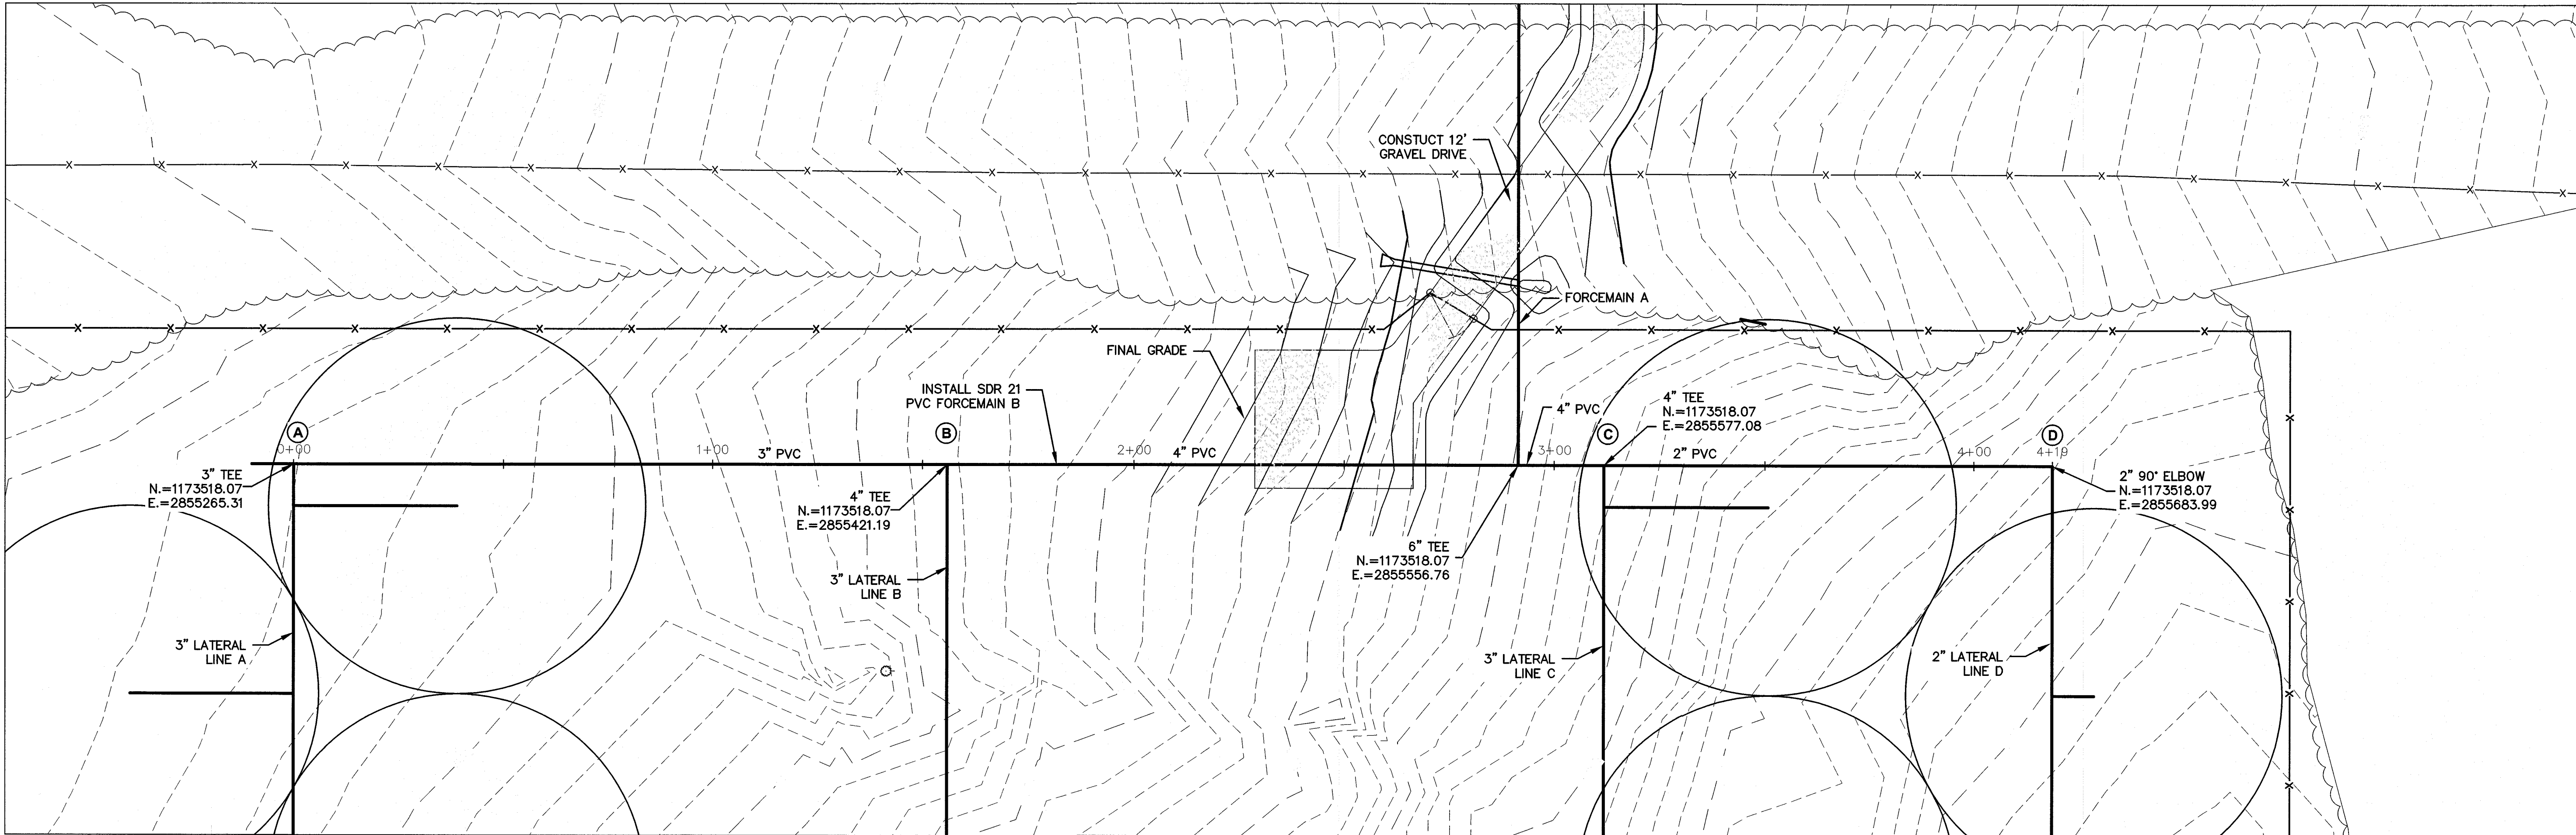 CONSTUCT 12'
GRAVEL DRIVE
FORCEMAIN A
FINAL GRADE
INSTALL SDR 21
PVC FORCEMAIN B
4" PVC
4" TEE
N.=1173518.07
E.=2855577.08
A
B
C
D
0+00
1+00
3" PVC
2+00
4" PVC
3+00
2" PVC
4+00
4+19
3" TEE
N.=1173518.07
E.=2855265.31
4" TEE
N.=1173518.07
E.=2855421.19
2" 90° ELBOW
N.=1173518.07
E.=2855683.99
6" TEE
N.=1173518.07
E.=2855556.76
3" LATERAL
LINE B
3" LATERAL
LINE A
3" LATERAL
LINE C
2" LATERAL
LINE D